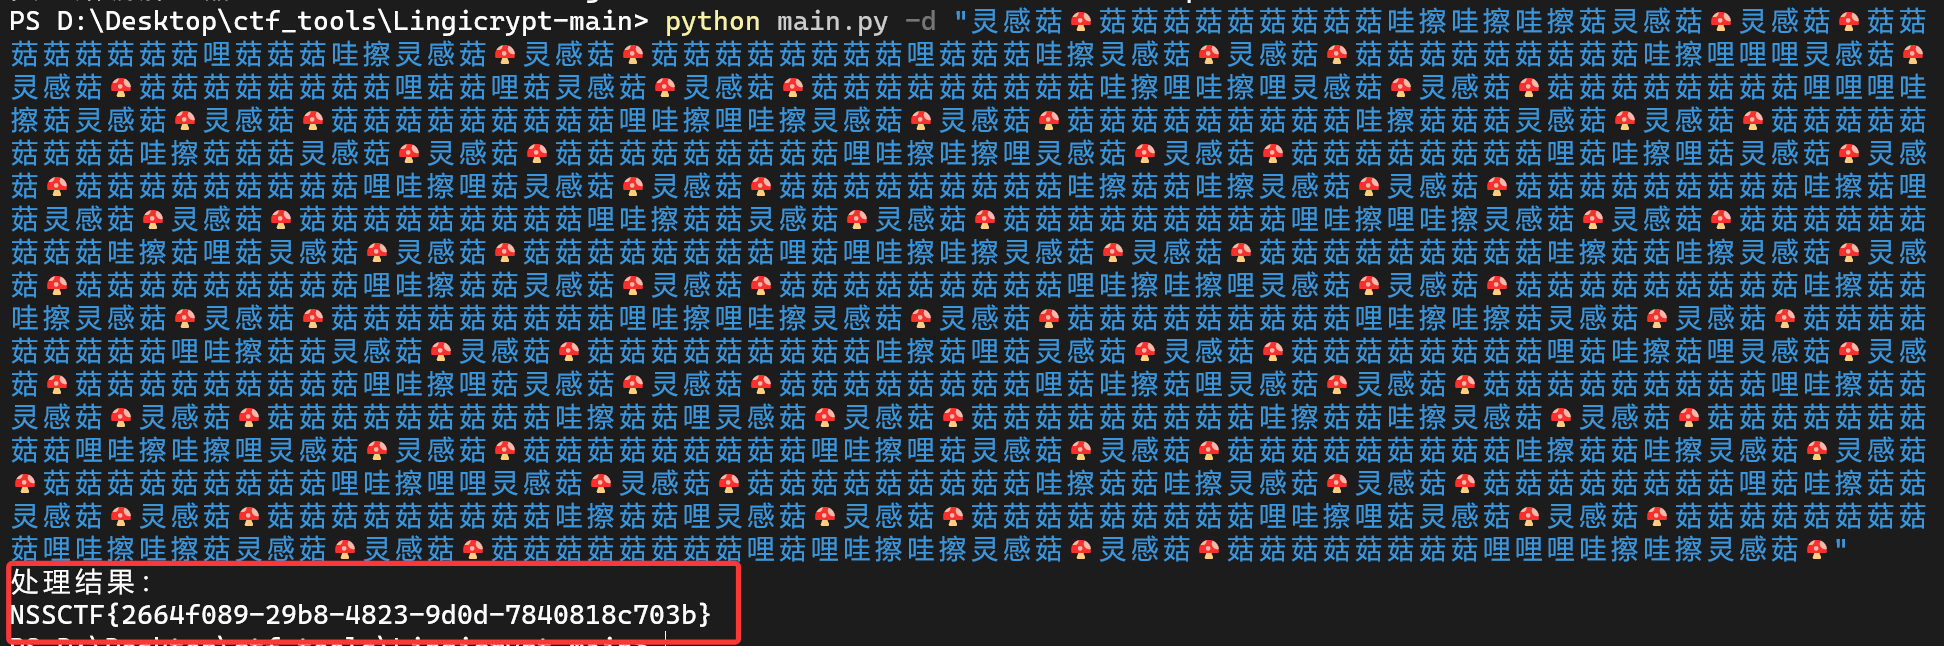 PS D:\Desktop\ctf_tools\Lingicrypt-main> python main.py -d "灵感菇🍄菇菇菇菇菇菇菇菇菇哇擦哇擦哇擦菇灵感菇🍄灵感菇🍄菇菇
菇菇菇菇菇菇哩菇菇菇哇擦灵感菇🍄灵感菇🍄菇菇菇菇菇菇菇菇哩菇菇菇哇擦灵感菇🍄灵感菇🍄菇菇菇菇菇菇菇菇菇哇擦哩哩哩灵感菇🍄
灵感菇🍄菇菇菇菇菇菇菇菇哩菇菇哩菇灵感菇🍄灵感菇🍄菇菇菇菇菇菇菇菇菇哇擦哩哇擦哩灵感菇🍄灵感菇🍄菇菇菇菇菇菇菇菇哩哩哩哇
擦菇灵感菇🍄灵感菇🍄菇菇菇菇菇菇菇菇菇哩哇擦哩哇擦灵感菇🍄灵感菇🍄菇菇菇菇菇菇菇菇菇哇擦菇菇菇灵感菇🍄灵感菇🍄菇菇菇菇菇
菇菇菇菇哇擦菇菇菇灵感菇🍄灵感菇🍄菇菇菇菇菇菇菇菇菇哩哇擦哇擦哩灵感菇🍄灵感菇🍄菇菇菇菇菇菇菇菇哩菇哇擦哩菇灵感菇🍄灵感
菇🍄菇菇菇菇菇菇菇菇菇哩哇擦哩菇灵感菇🍄灵感菇🍄菇菇菇菇菇菇菇菇菇哇擦菇菇哇擦灵感菇🍄灵感菇🍄菇菇菇菇菇菇菇菇菇哇擦菇哩
菇灵感菇🍄灵感菇🍄菇菇菇菇菇菇菇菇菇哩哇擦菇菇灵感菇🍄灵感菇🍄菇菇菇菇菇菇菇菇菇哩哇擦哩哇擦灵感菇🍄灵感菇🍄菇菇菇菇菇菇
菇菇菇哇擦菇哩菇灵感菇🍄灵感菇🍄菇菇菇菇菇菇菇菇哩菇哩哇擦哇擦灵感菇🍄灵感菇🍄菇菇菇菇菇菇菇菇菇哇擦菇菇哇擦灵感菇🍄灵感
菇🍄菇菇菇菇菇菇菇菇菇哩哇擦菇菇灵感菇🍄灵感菇🍄菇菇菇菇菇菇菇菇菇哩哇擦哇擦哩灵感菇🍄灵感菇🍄菇菇菇菇菇菇菇菇菇哇擦菇菇
哇擦灵感菇🍄灵感菇🍄菇菇菇菇菇菇菇菇菇哩哇擦哩哇擦灵感菇🍄灵感菇🍄菇菇菇菇菇菇菇菇菇哩哇擦哇擦菇灵感菇🍄灵感菇🍄菇菇菇菇
菇菇菇菇菇哩哇擦菇菇灵感菇🍄灵感菇🍄菇菇菇菇菇菇菇菇菇哇擦菇哩菇灵感菇🍄灵感菇🍄菇菇菇菇菇菇菇菇哩菇哇擦菇哩灵感菇🍄灵感
菇🍄菇菇菇菇菇菇菇菇菇哩哇擦哩菇灵感菇🍄灵感菇🍄菇菇菇菇菇菇菇菇哩菇哇擦菇哩灵感菇🍄灵感菇🍄菇菇菇菇菇菇菇菇菇哩哇擦菇菇
灵感菇🍄灵感菇🍄菇菇菇菇菇菇菇菇菇哇擦菇菇哩灵感菇🍄灵感菇🍄菇菇菇菇菇菇菇菇菇哇擦菇菇哇擦灵感菇🍄灵感菇🍄菇菇菇菇菇菇菇
菇菇哩哇擦哇擦哩灵感菇🍄灵感菇🍄菇菇菇菇菇菇菇菇菇哩哇擦哩菇灵感菇🍄灵感菇🍄菇菇菇菇菇菇菇菇菇哇擦菇菇哇擦灵感菇🍄灵感菇
🍄菇菇菇菇菇菇菇菇菇哩哇擦哩哩灵感菇🍄灵感菇🍄菇菇菇菇菇菇菇菇菇哇擦菇菇哇擦灵感菇🍄灵感菇🍄菇菇菇菇菇菇菇菇哩菇哇擦菇菇
灵感菇🍄灵感菇🍄菇菇菇菇菇菇菇菇菇哇擦菇菇哩灵感菇🍄灵感菇🍄菇菇菇菇菇菇菇菇菇哩哇擦哩菇灵感菇🍄灵感菇🍄菇菇菇菇菇菇菇菇
菇哩哇擦哇擦菇灵感菇🍄灵感菇🍄菇菇菇菇菇菇菇菇哩菇哩哇擦哇擦灵感菇🍄灵感菇🍄菇菇菇菇菇菇菇菇哩哩哩哇擦哇擦灵感菇🍄"
处理结果：
NSSCTF{2664f089-29b8-4823-9d0d-7840818c703b}